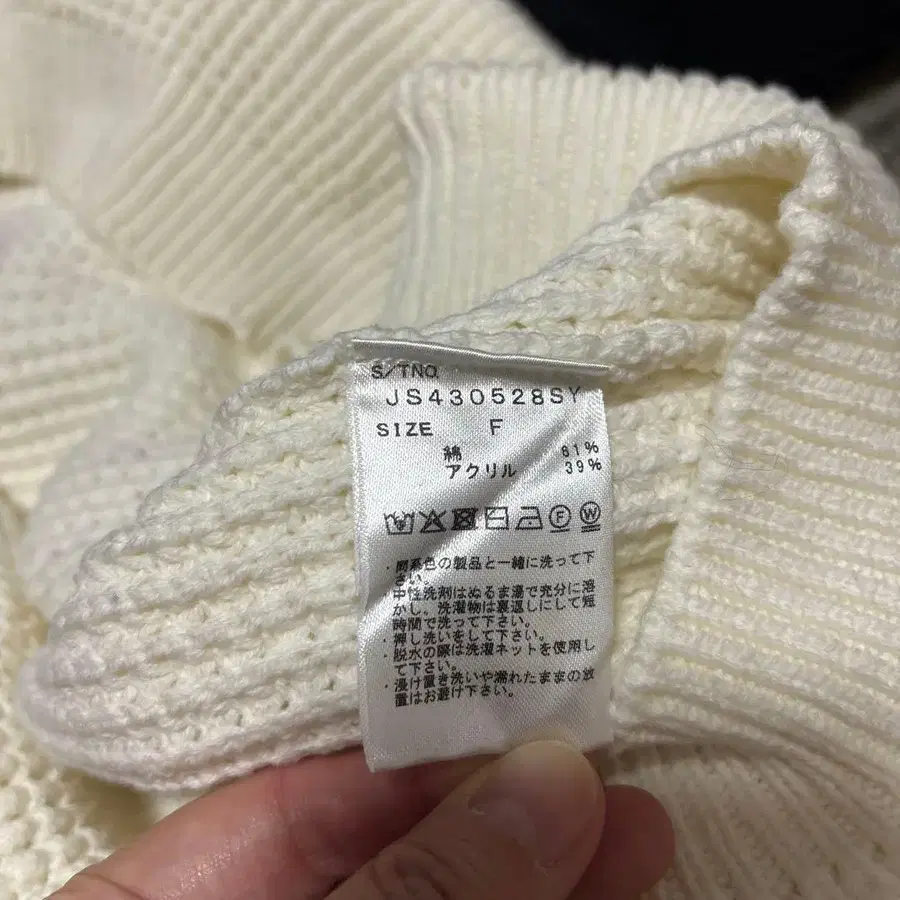 S/TNO.
JS430528SY
SIZE F
綿 61%
アクリル 39%
Ⓕ Ⓦ
・同系色の製品と一緒に洗って下
さい。
中性洗剤はぬるま湯で充分に溶
かし、洗濯物は裏返しにして短
時間で洗って下さい。
・押し洗いをして下さい。
・脱水の際は洗濯ネットを使用し
て下さい。
・浸け置き洗いや濡れたままの放
置はお避け下さい。